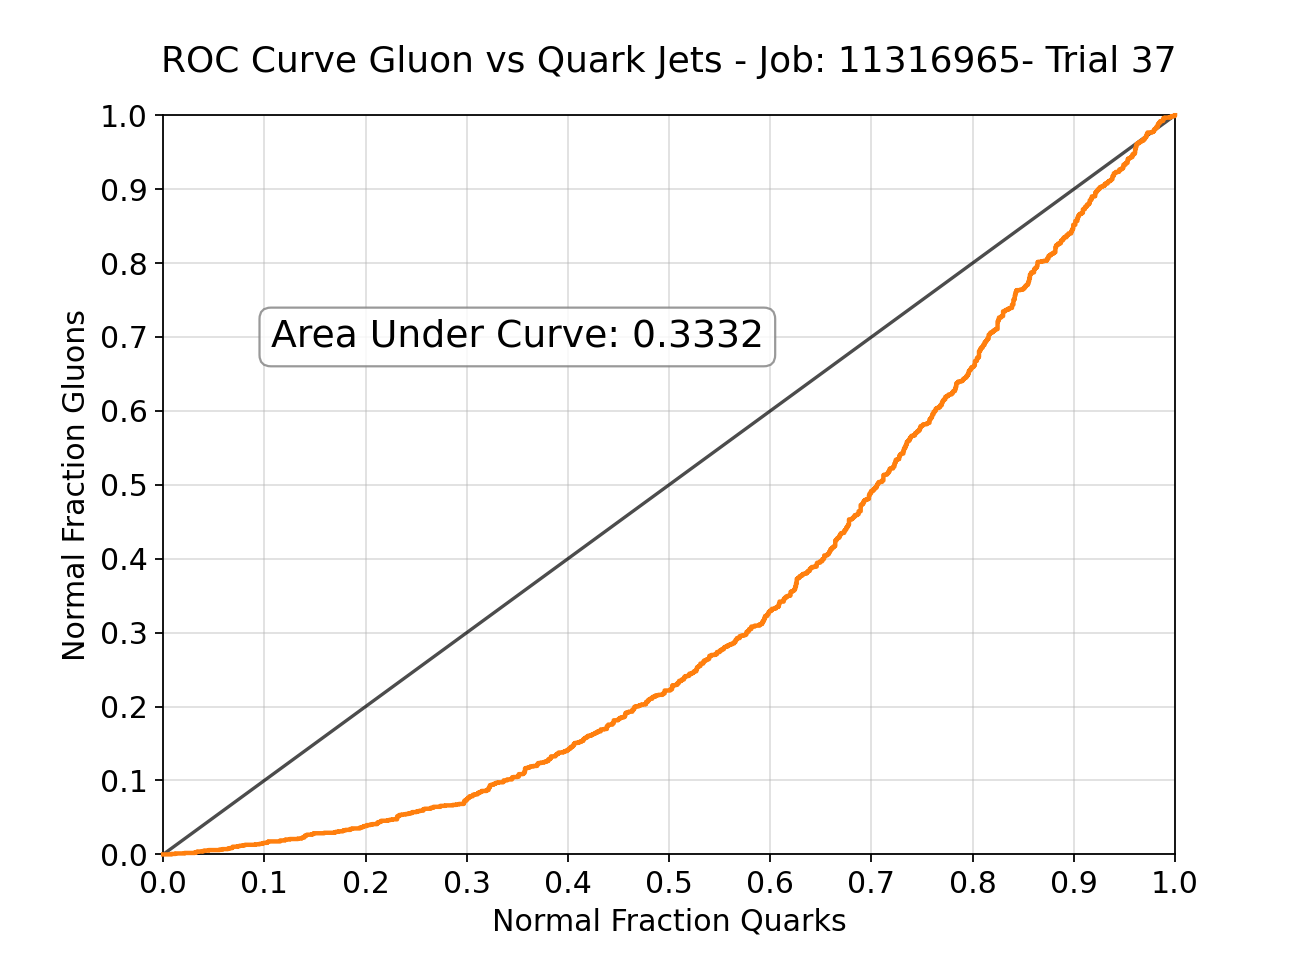 ROC Curve Gluon vs Quark Jets - Job: 11316965- Trial 37
1.0
0.9
0.8
0.7
0.6
0.5
0.4
0.3
0.2
0.1
0.0
Normal Fraction Gluons
Area Under Curve: 0.3332
0.0 0.1 0.2 0.3 0.4 0.5 0.6 0.7 0.8 0.9 1.0
Normal Fraction Quarks